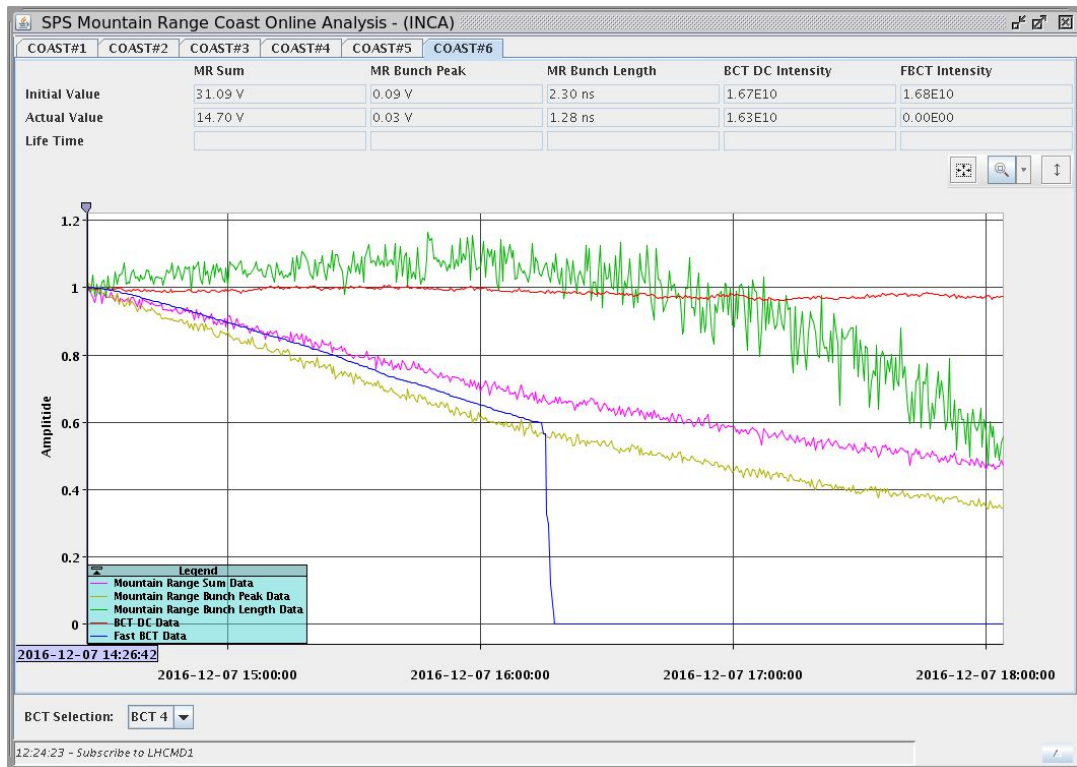 SPS Mountain Range Coast Online Analysis - (INCA)
COAST#1 COAST#2 COAST#3 COAST#4 COAST#5 COAST#6
MR Sum MR Bunch Peak MR Bunch Length BCT DC Intensity FBCT Intensity
Initial Value 31.09 V 0.09 V 2.30 ns 1.67E10 1.68E10
Actual Value 14.70 V 0.03 V 1.28 ns 1.63E10 0.00E00
Life Time
1.2
1
0.8
0.6
0.4
0.2
0
Amplitide
Legend
Mountain Range Sum Data
Mountain Range Bunch Peak Data
Mountain Range Bunch Length Data
BCT DC Data
Fast BCT Data
2016-12-07 14:26:42
2016-12-07 15:00:00 2016-12-07 16:00:00 2016-12-07 17:00:00 2016-12-07 18:00:00
BCT Selection: BCT 4
12:24:23 - Subscribe to LHCMD1